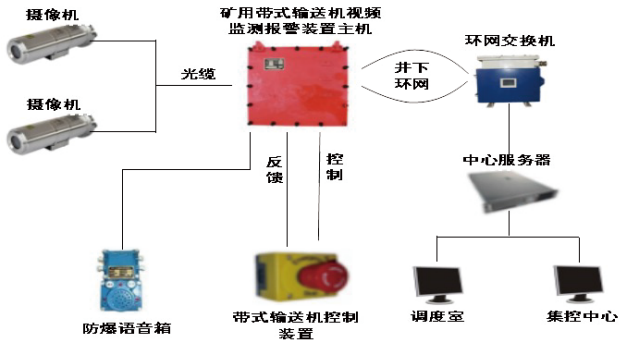 摄像机
矿用带式输送机视频
监测报警装置主机
环网交换机
光缆
井下
环网
摄像机
反馈
控制
中心服务器
防爆语音箱
带式输送机控制
装置
调度室
集控中心